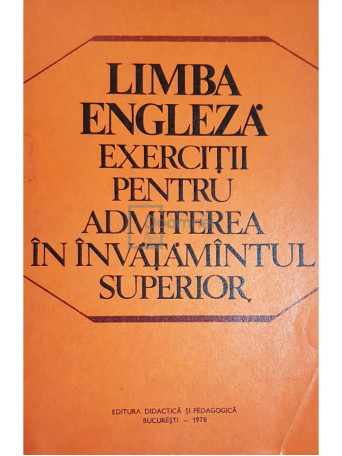 LIMBA
ENGLEZĂ
EXERCIȚII
PENTRU
ADMITEREA
ÎN ÎNVĂȚĂMÎNTUL
SUPERIOR
EDITURA DIDACTICĂ ȘI PEDAGOGICĂ
BUCUREȘTI — 1978